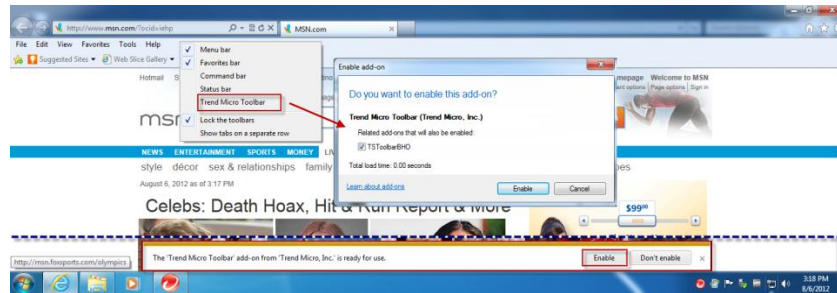 http://www.msn.com/?ocid=iehp
MSN.com
File Edit View Favorites Tools Help
Suggested Sites Web Slice Gallery
Menu bar
Favorites bar
Command bar
Status bar
Trend Micro Toolbar
Lock the toolbars
Show tabs on a separate row
Enable add-on
Do you want to enable this add-on?
Trend Micro Toolbar (Trend Micro, Inc.)
Related add-ons that will also be enabled:
TSToolbarBHO
Total load time: 0.00 seconds
Learn about add-ons
Enable
Cancel
Hotmail
Welcome to MSN
Page options
Sign in
msn
NEWS ENTERTAINMENT SPORTS MONEY
style décor sex & relationships family
August 6, 2012 as of 3:17 PM
Celebs: Death Hoax, Hit & Run Report & More
$9900
http://msn.foxsports.com/olympics
The 'Trend Micro Toolbar' add-on from 'Trend Micro, Inc.' is ready for use.
Enable
Don't enable
3:18 PM
8/6/2012